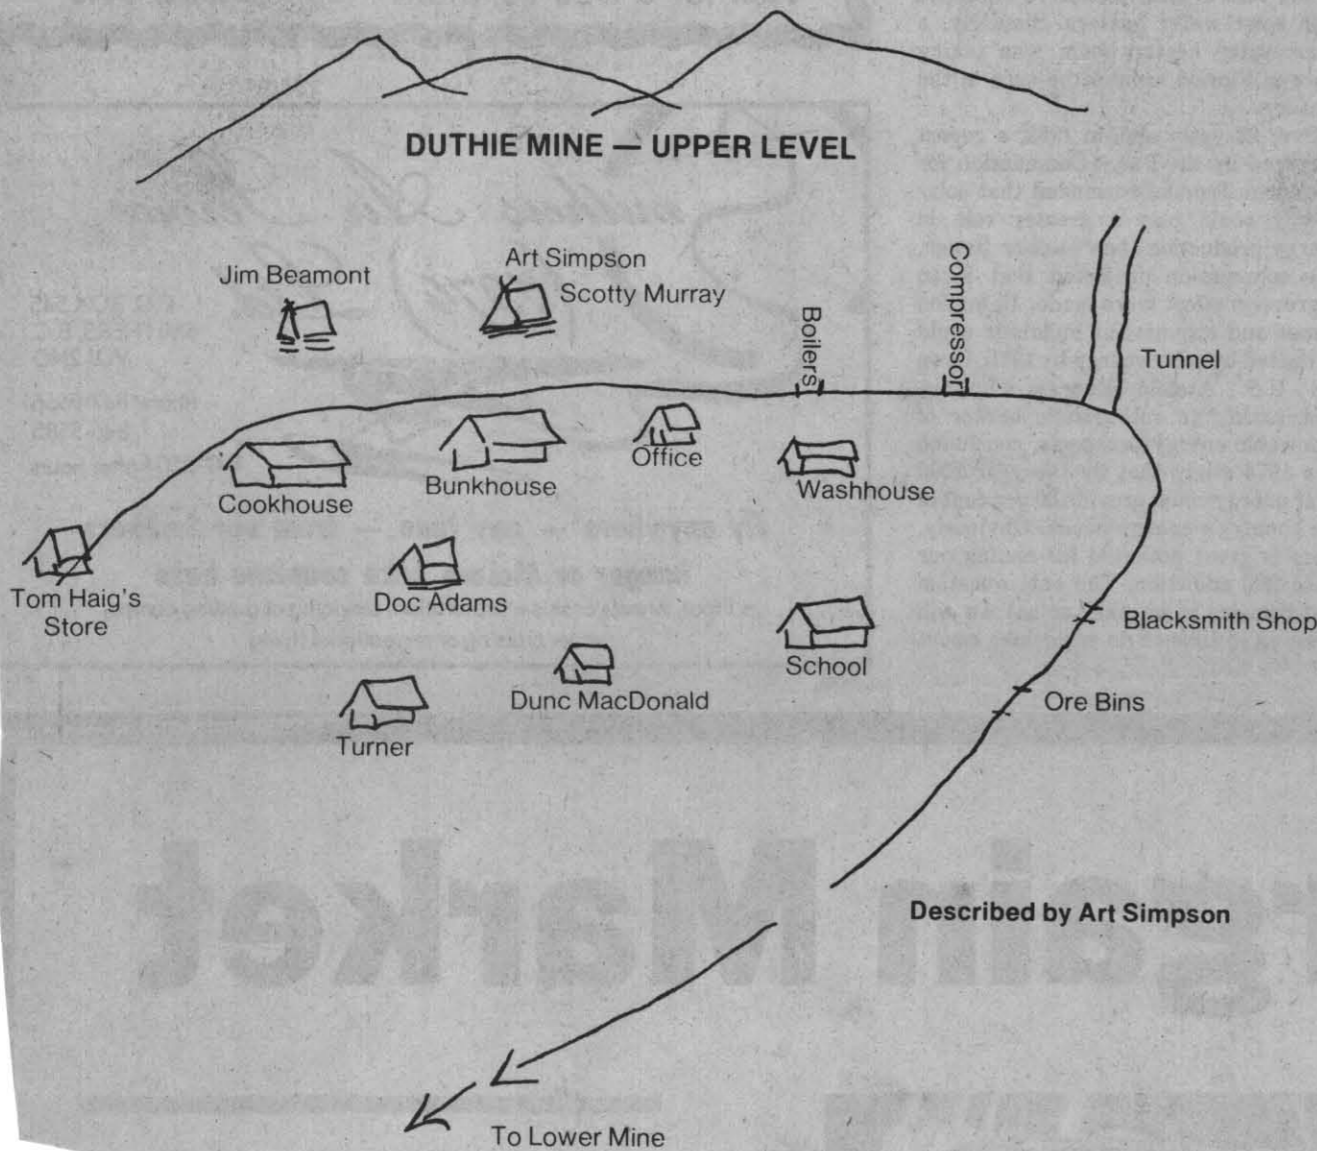 DUTHIE MINE — UPPER LEVEL
Jim Beamont
Art Simpson
Scotty Murray
Boilers
Compressor
Tunnel
Cookhouse
Bunkhouse
Office
Washhouse
Tom Haig's
Store
Doc Adams
Blacksmith Shop
School
Dunc MacDonald
Ore Bins
Turner
Described by Art Simpson
To Lower Mine